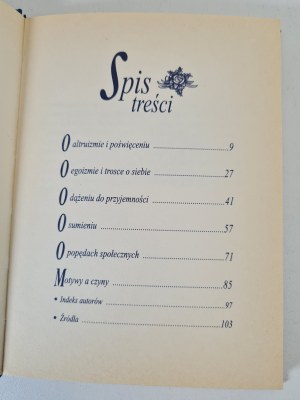 Spis
treści
O altruizmie i poświęceniu 9
O egoizmie i trosce o siebie 27
O dążeniu do przyjemności 41
O sumieniu 57
O popędach społecznych 71
Motywy a czyny 85
• Indeks autorów 97
• Źródła 103